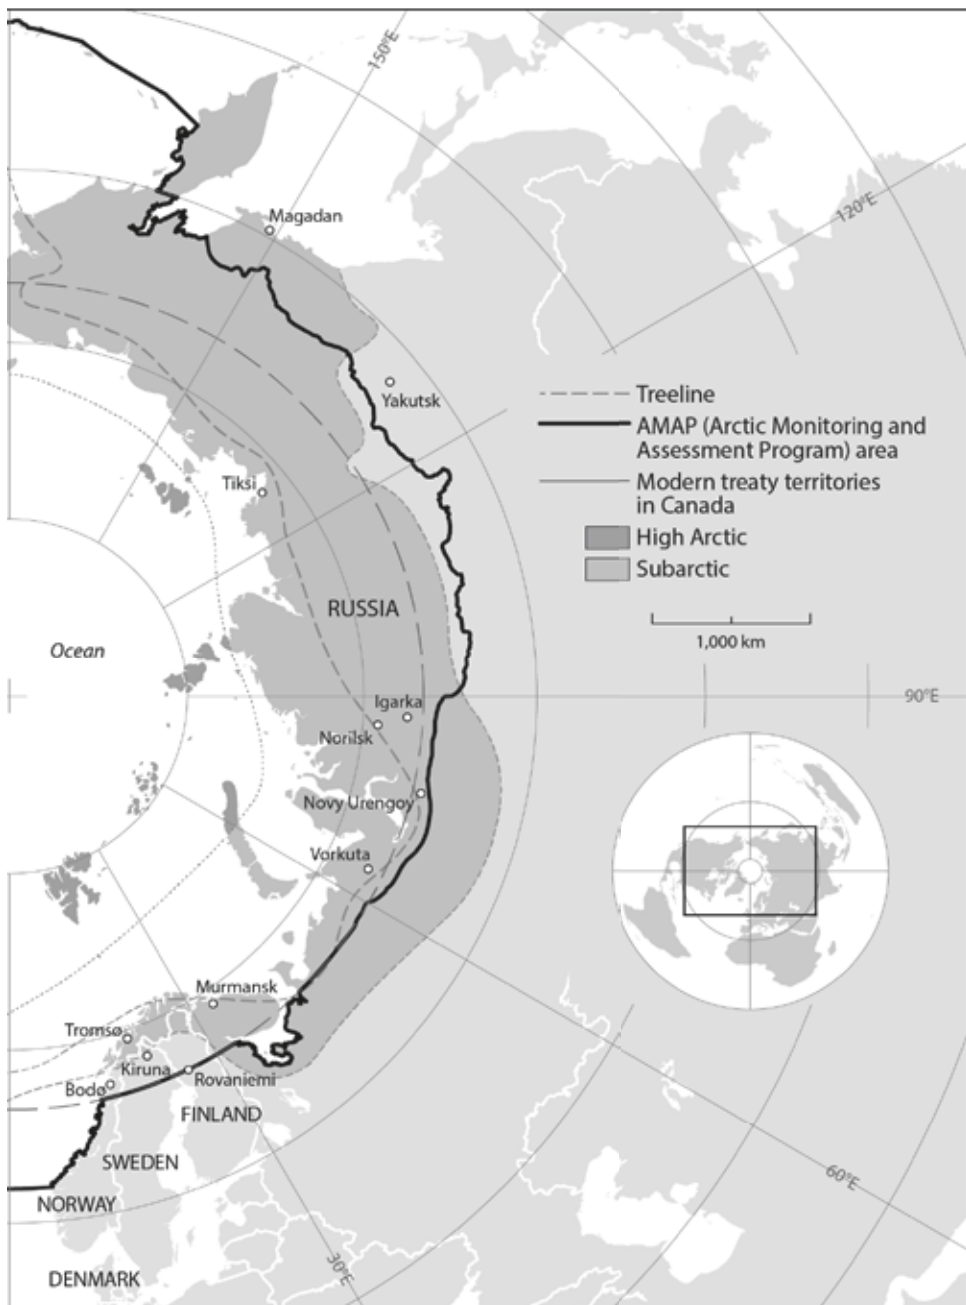 150°E
120°E
Magadan
Yakutsk
Treeline
AMAP (Arctic Monitoring and
Assessment Program) area
Modern treaty territories
in Canada
High Arctic
Subarctic
1,000 km
Tiksi
RUSSIA
Ocean
90°E
Igarka
Norilsk
Novy Urengoy
Vorkuta
Murmansk
Tromsø
Kiruna
Bodø
Rovaniemi
FINLAND
SWEDEN
NORWAY
DENMARK
60°E
30°E